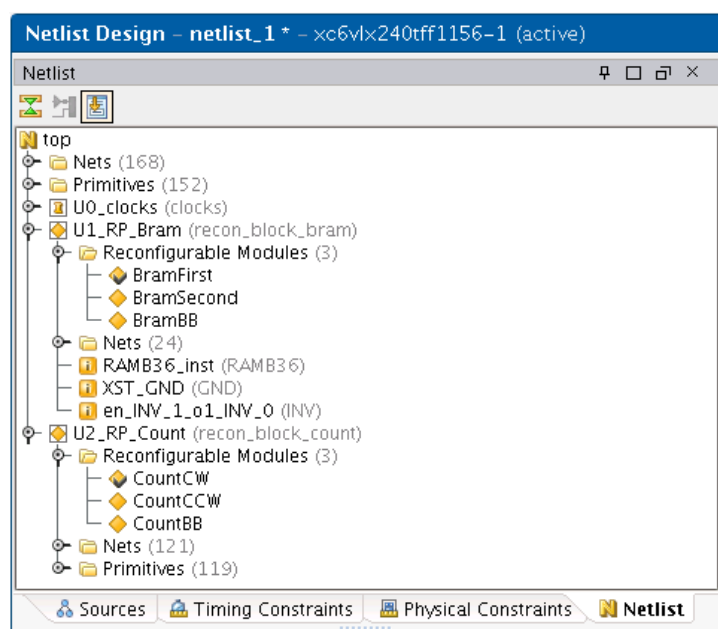 Netlist Design - netlist_1 * - xc6vlx240tff1156-1 (active)
Netlist
top
Nets (168)
Primitives (152)
U0_clocks (clocks)
U1_RP_Bram (recon_block_bram)
Reconfigurable Modules (3)
BramFirst
BramSecond
BramBB
Nets (24)
RAMB36_inst (RAMB36)
XST_GND (GND)
en_INV_1_o1_INV_0 (INV)
U2_RP_Count (recon_block_count)
Reconfigurable Modules (3)
CountCW
CountCCW
CountBB
Nets (121)
Primitives (119)
Sources Timing Constraints Physical Constraints Netlist